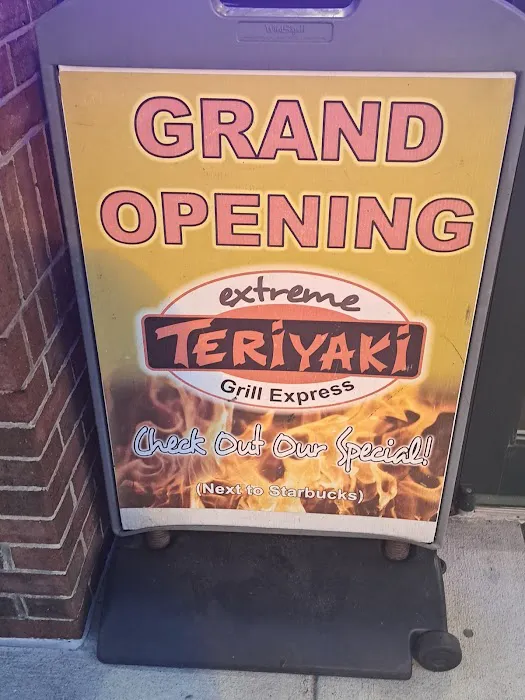 GRAND
OPENING
extreme
TERIYAKI
Grill Express
Check Out Our Special!
(Next to Starbucks)